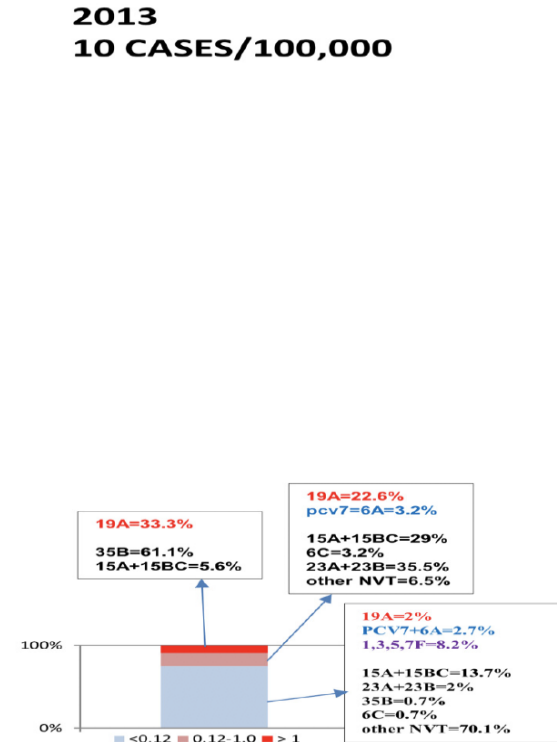 2013
10 CASES/100,000
19A=22.6%
pcv7=6A=3.2%
15A+15BC=29%
6C=3.2%
23A+23B=35.5%
other NVT=6.5%
19A=33.3%
35B=61.1%
15A+15BC=5.6%
19A=2%
PCV7+6A=2.7%
1,3,5,7F=8.2%
15A+15BC=13.7%
23A+23B=2%
35B=0.7%
6C=0.7%
other NVT=70.1%
100%
0%
<0.12 0.12-1.0 > 1